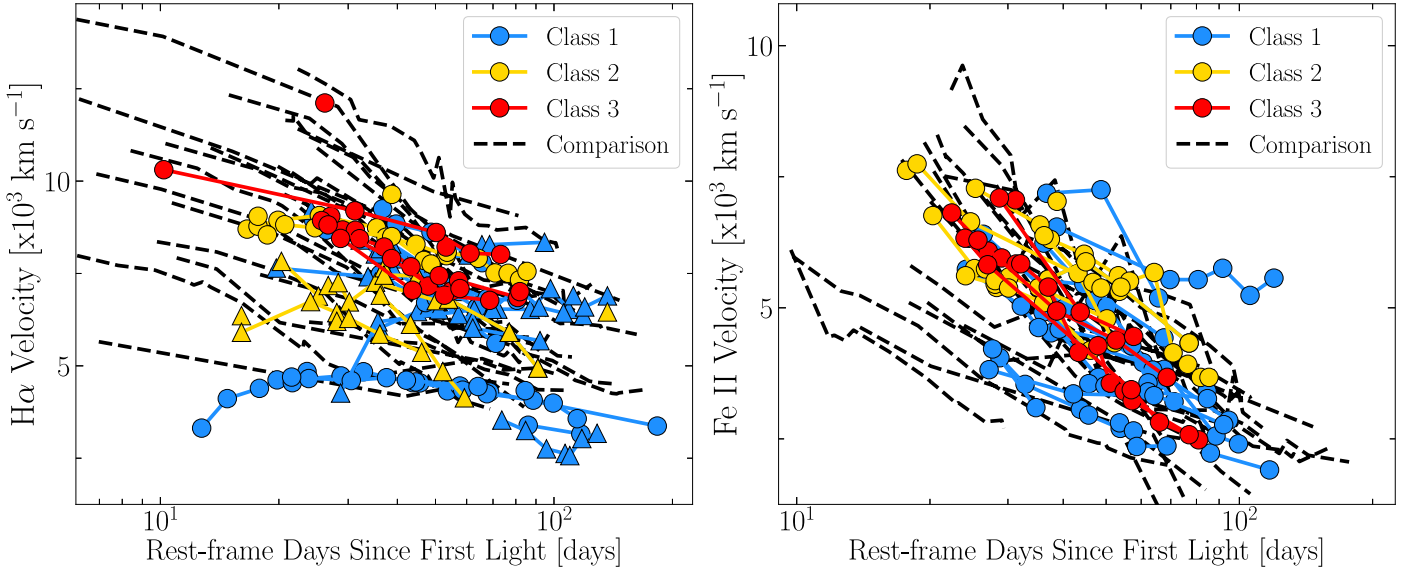 Hα Velocity [x10³ km s⁻¹]
10
5
10¹
10²
Rest-frame Days Since First Light [days]
Class 1
Class 2
Class 3
Comparison
Fe II Velocity [x10³ km s⁻¹]
10
5
10¹
10²
Rest-frame Days Since First Light [days]
Class 1
Class 2
Class 3
Comparison